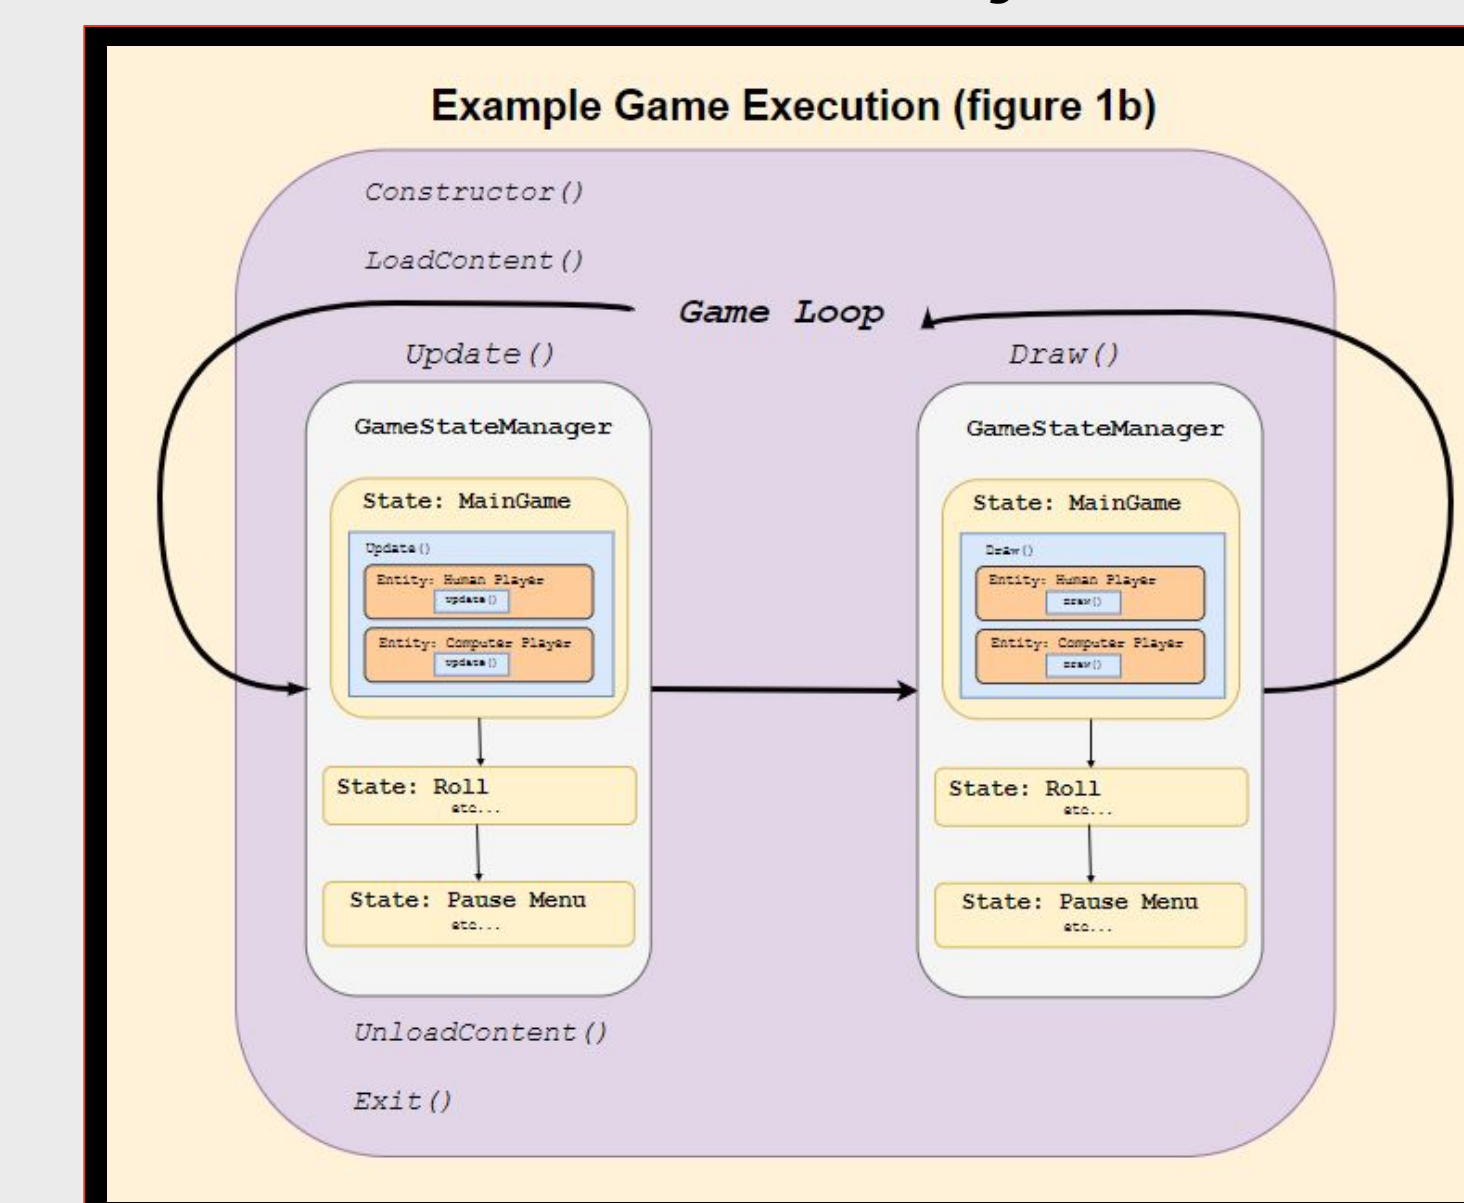 Example Game Execution (figure 1b)
Constructor()
LoadContent()
Game Loop
Update()
GameStateManager
State: MainGame
Update()
Entity: Human Player
update()
Entity: Computer Player
update()
State: Roll
etc...
State: Pause Menu
etc...
Draw()
GameStateManager
State: MainGame
Draw()
Entity: Human Player
draw()
Entity: Computer Player
draw()
State: Roll
etc...
State: Pause Menu
etc...
UnloadContent()
Exit()